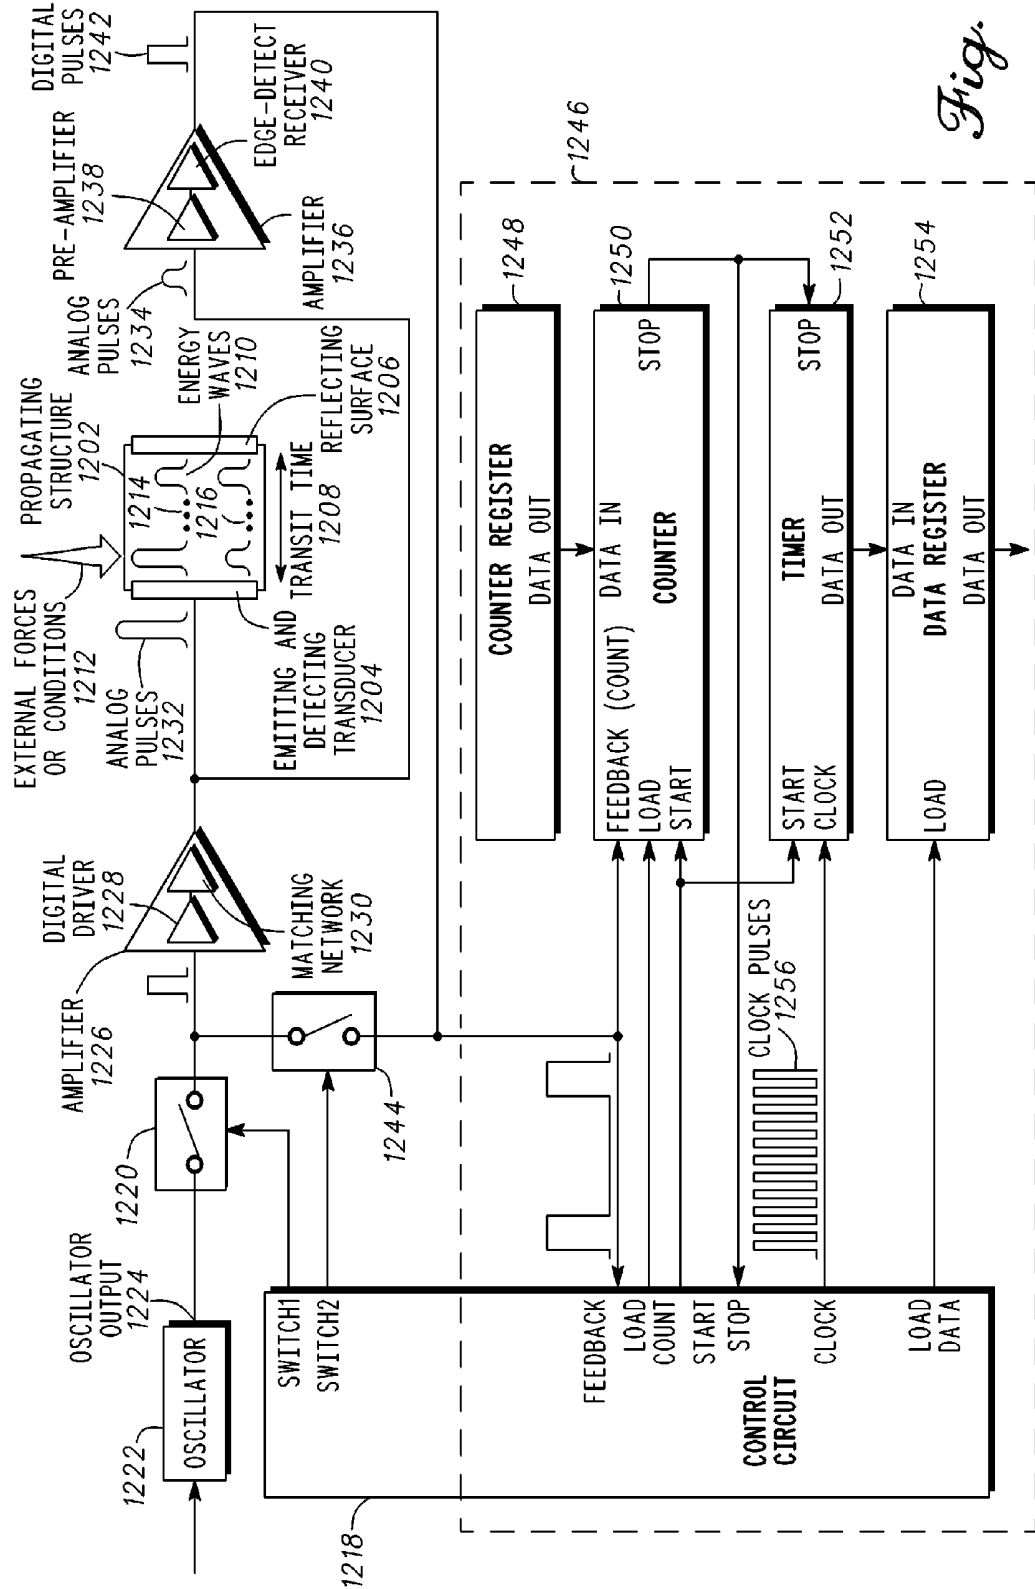 OSCILLATOR
1222
OSCILLATOR
OUTPUT
1224
1220
AMPLIFIER
1226
DIGITAL
DRIVER
1228
MATCHING
NETWORK
1230
1244
EXTERNAL FORCES
OR CONDITIONS
1212
ANALOG
PULSES
1232
PROPAGATING
STRUCTURE
1202
1214
1216
ENERGY
WAVES
1210
REFLECTING
SURFACE
1206
TRANSIT TIME
1208
EMITTING AND
DETECTING
TRANSDUCER
1204
ANALOG
PULSES
1234
PRE-AMPLIFIER
1238
AMPLIFIER
1236
EDGE-DETECT
RECEIVER
1240
DIGITAL
PULSES
1242
1218
SWITCH1
SWITCH2
FEEDBACK
LOAD
COUNT
START
STOP
CLOCK
LOAD
DATA
CONTROL
CIRCUIT
CLOCK PULSES
1256
1246
COUNTER REGISTER
DATA OUT
1248
FEEDBACK (COUNT)
LOAD
START
DATA IN
COUNTER
STOP
1250
START
CLOCK
TIMER
DATA OUT
STOP
1252
LOAD
DATA IN
DATA REGISTER
DATA OUT
1254
Fig.